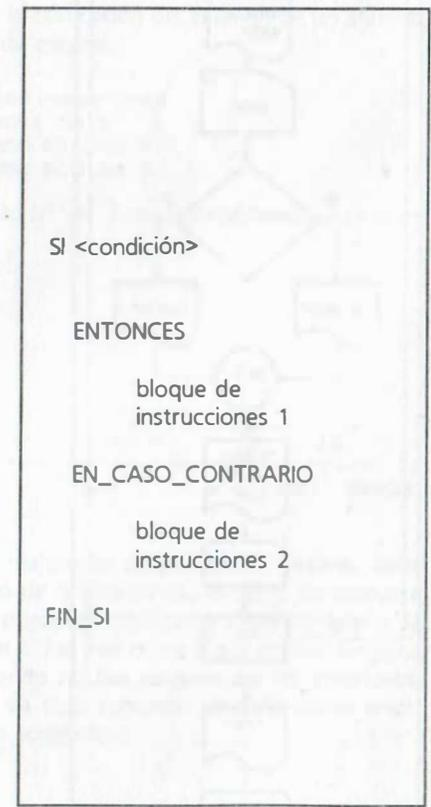 SI <condición>
ENTONCES
bloque de
instrucciones 1
EN_CASO_CONTRARIO
bloque de
instrucciones 2
FIN_SI